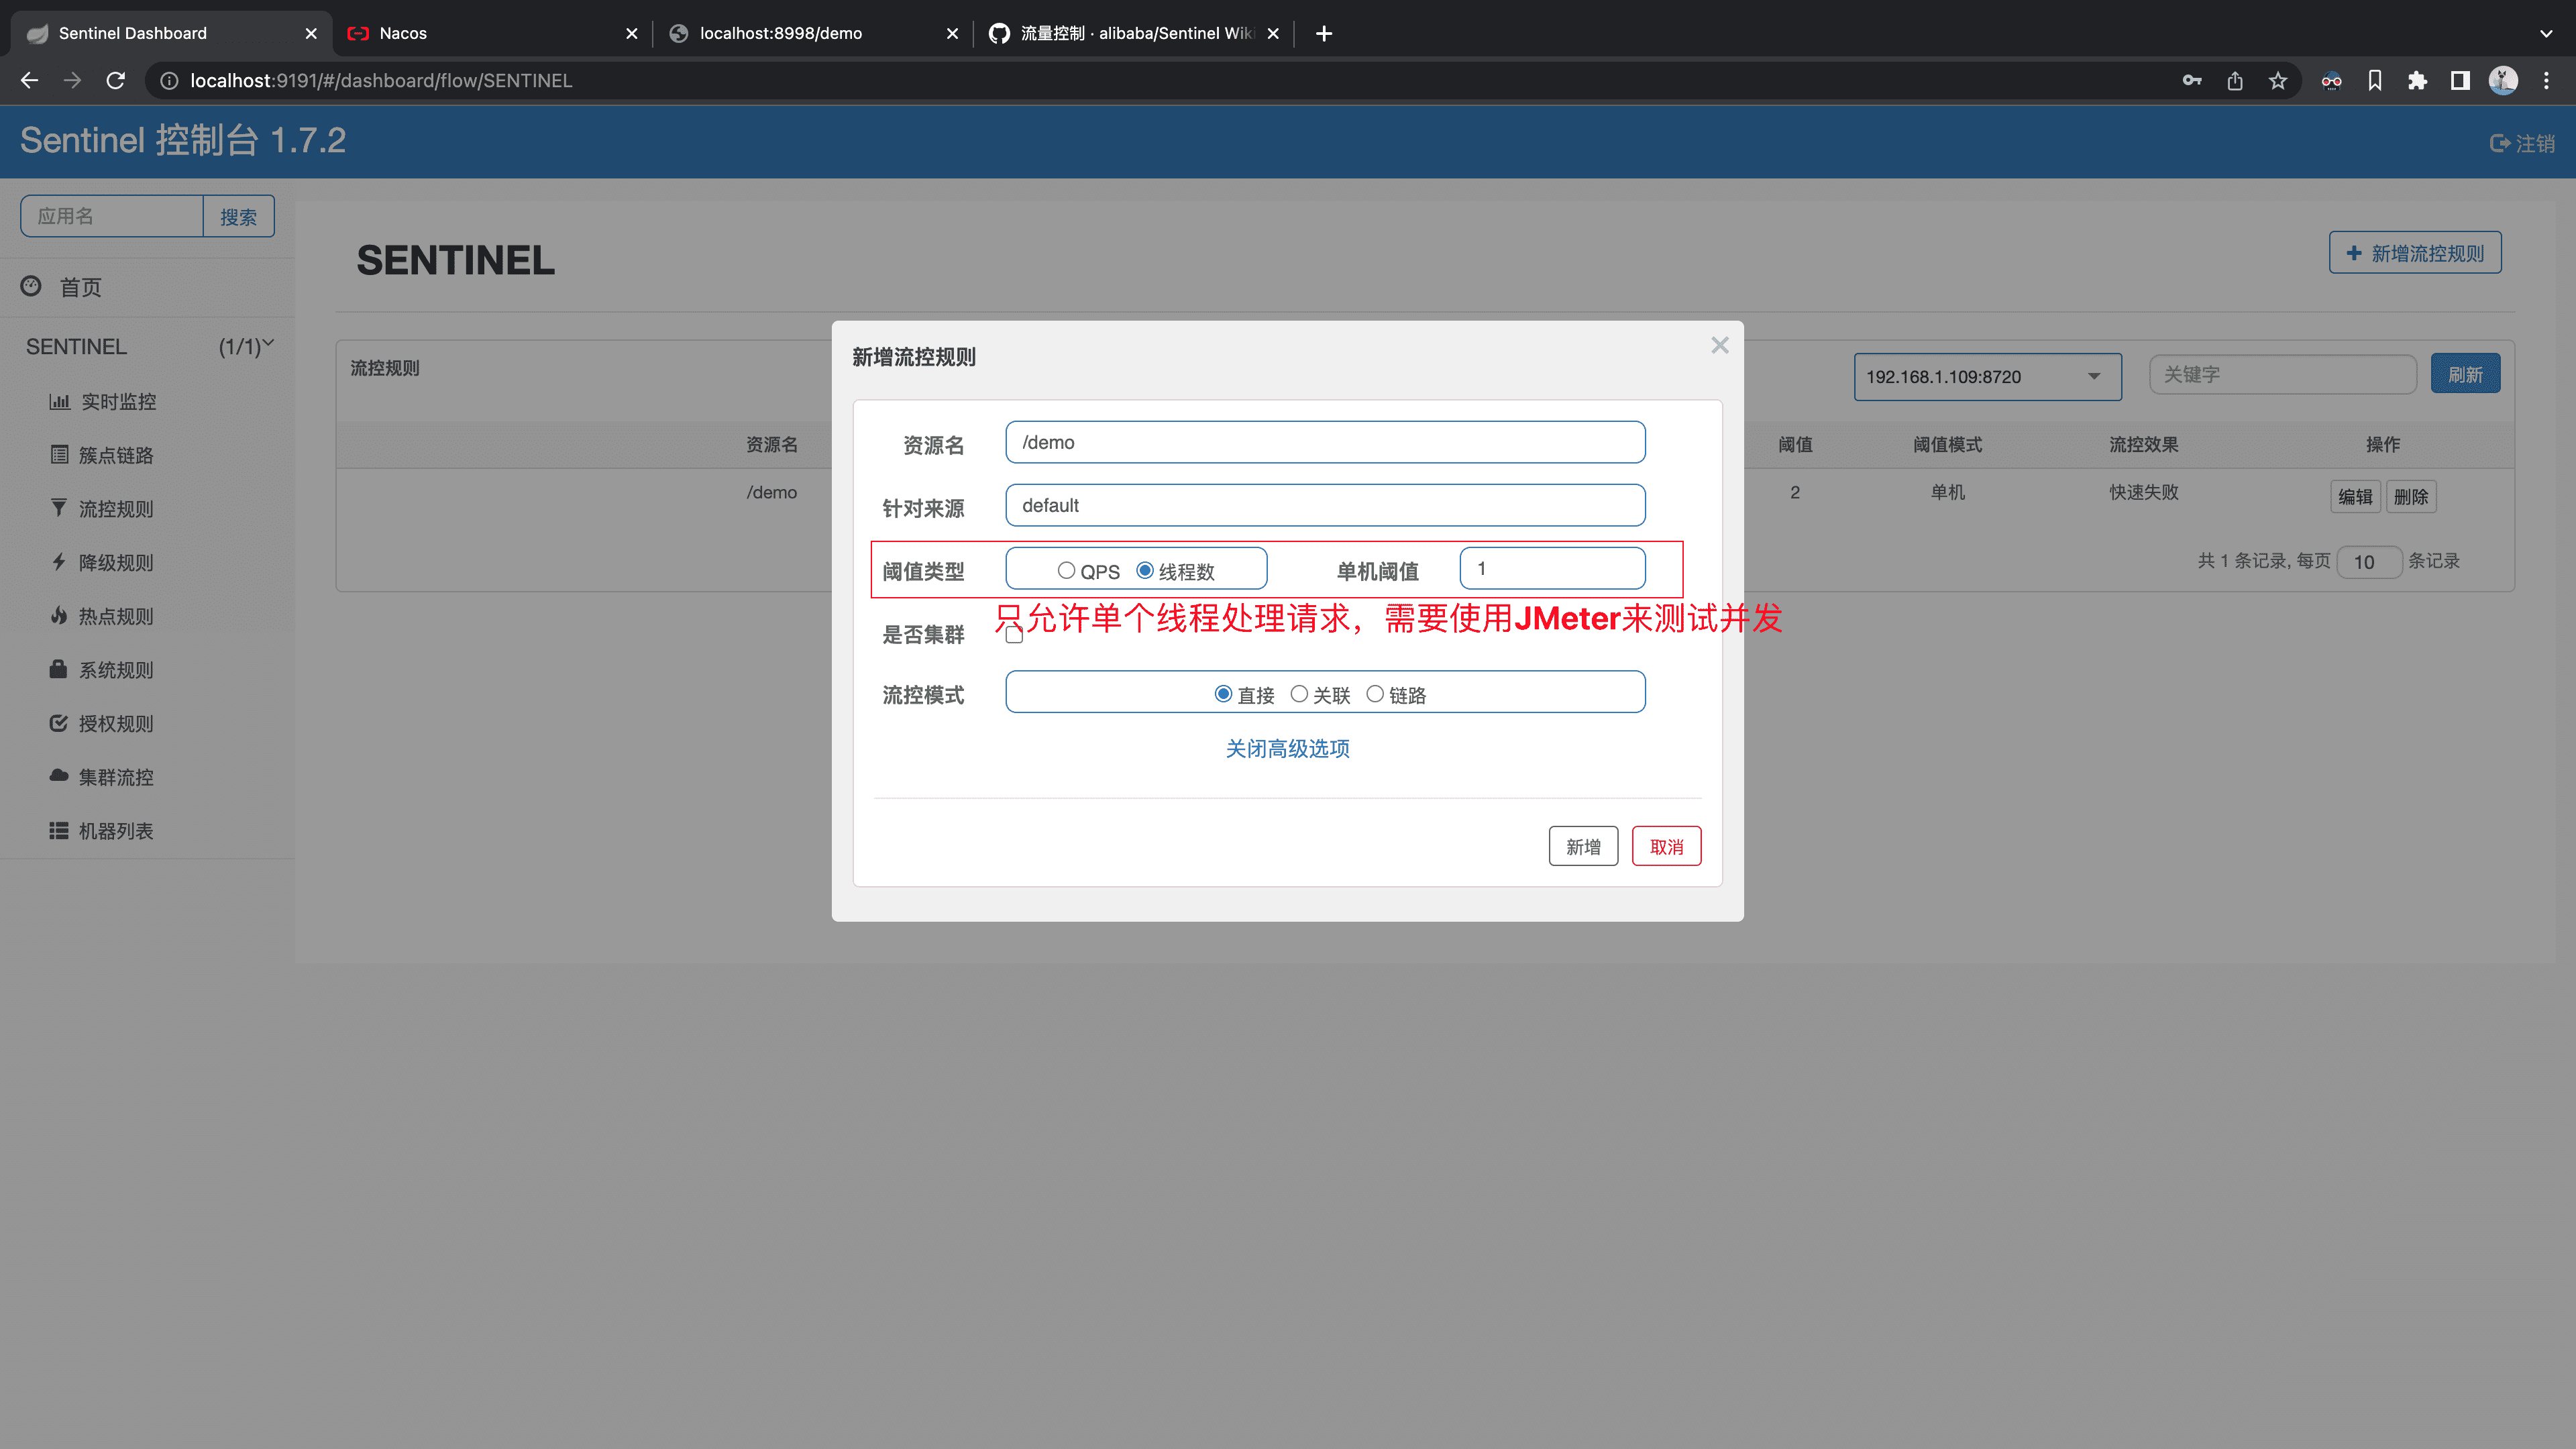 Sentinel Dashboard
Nacos
localhost:8998/demo
流量控制 · alibaba/Sentinel Wiki
localhost:9191/#/dashboard/flow/SENTINEL
Sentinel 控制台 1.7.2
注销
应用名
搜索
首页
SENTINEL (1/1)
实时监控
簇点链路
流控规则
降级规则
热点规则
系统规则
授权规则
集群流控
机器列表
SENTINEL
新增流控规则
流控规则
192.168.1.109:8720
关键字
刷新
资源名 阈值 阈值模式 流控效果 操作
/demo 2 单机 快速失败 编辑 删除
共 1 条记录, 每页 10 条记录
新增流控规则
资源名 /demo
针对来源 default
阈值类型 QPS 线程数 单机阈值 1
只允许单个线程处理请求，需要使用JMeter来测试并发
是否集群
流控模式 直接 关联 链路
关闭高级选项
新增 取消